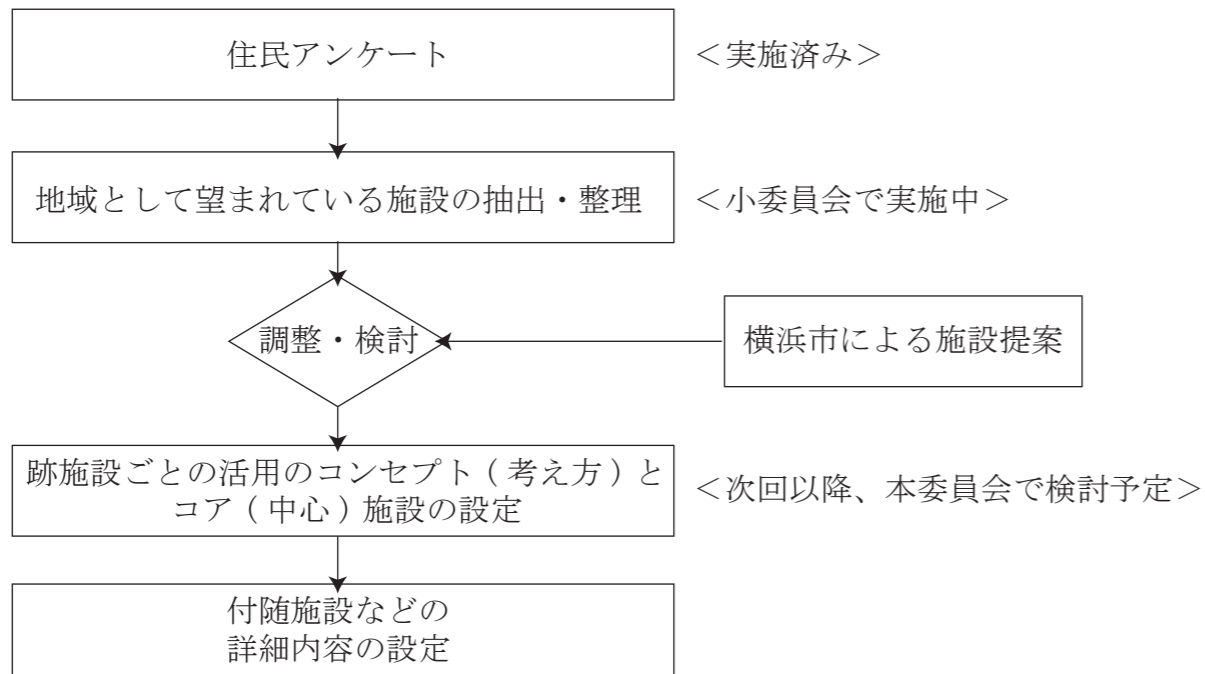 住民アンケート
＜実施済み＞
地域として望まれている施設の抽出・整理
＜小委員会で実施中＞
調整・検討
横浜市による施設提案
跡施設ごとの活用のコンセプト ( 考え方 ) と
コア ( 中心 ) 施設の設定
＜次回以降、本委員会で検討予定＞
付随施設などの
詳細内容の設定